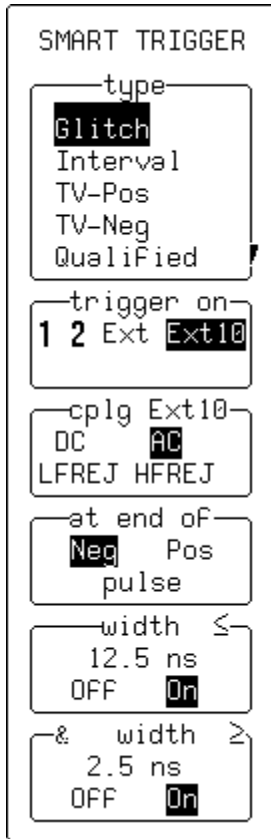 SMART TRIGGER
type
Glitch
Interval
TV-Pos
TV-Neg
Qualified
trigger on
1 2 Ext Ext10
cplg Ext10
DC AC
LFREJ HFREJ
at end of
Neg Pos
pulse
width ≤
12.5 ns
OFF On
& width ≥
2.5 ns
OFF On